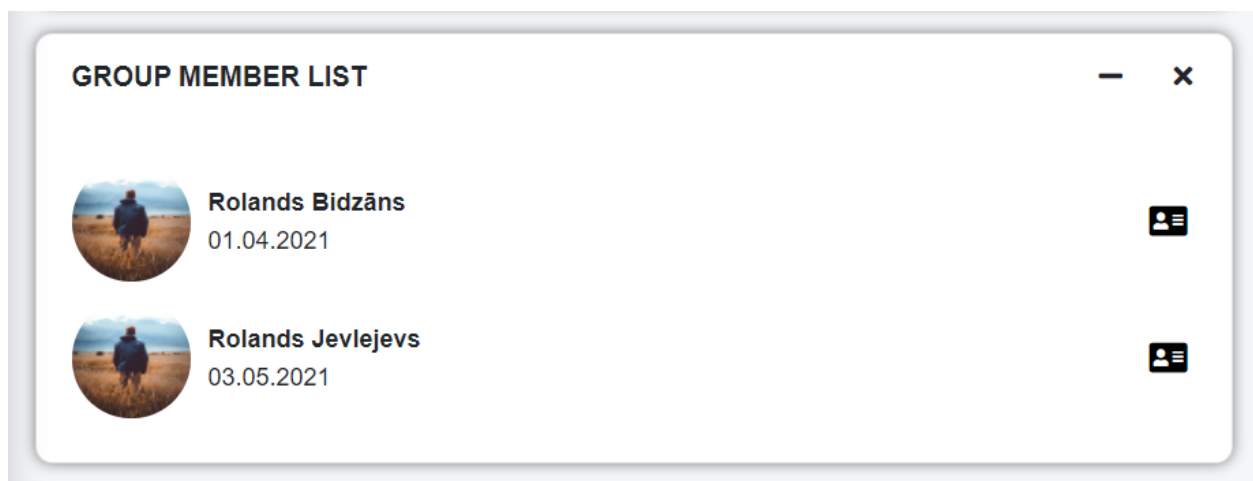 GROUP MEMBER LIST
Rolands Bidzāns
01.04.2021
Rolands Jevlejevs
03.05.2021